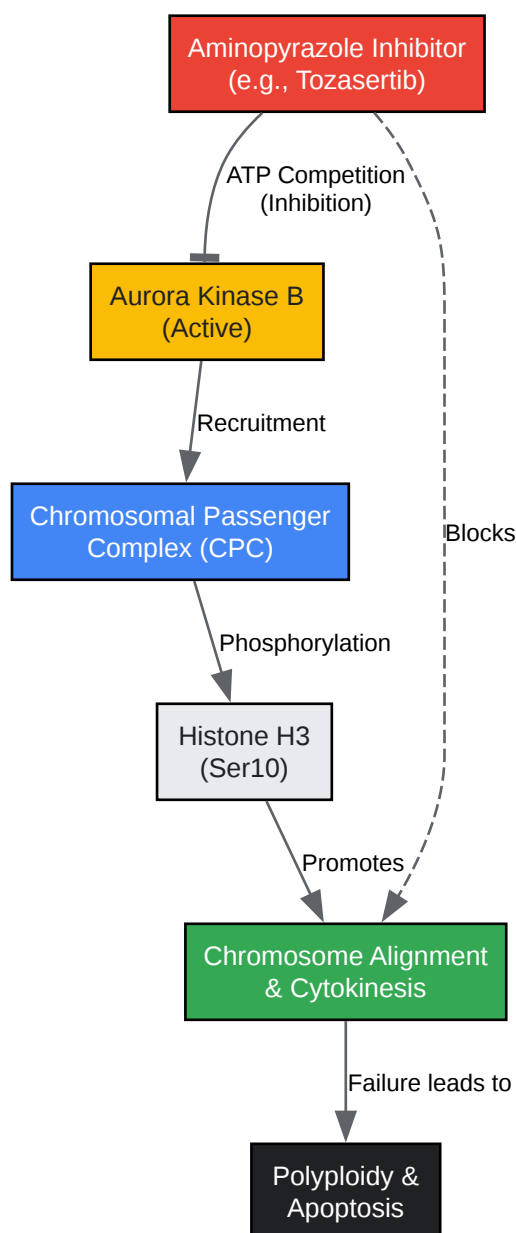 Aminopyrazole Inhibitor
(e.g., Tozasertib)
ATP Competition
(Inhibition)
Aurora Kinase B
(Active)
Recruitment
Chromosomal Passenger
Complex (CPC)
Blocks
Phosphorylation
Histone H3
(Ser10)
Promotes
Chromosome Alignment
& Cytokinesis
Failure leads to
Polyploidy &
Apoptosis